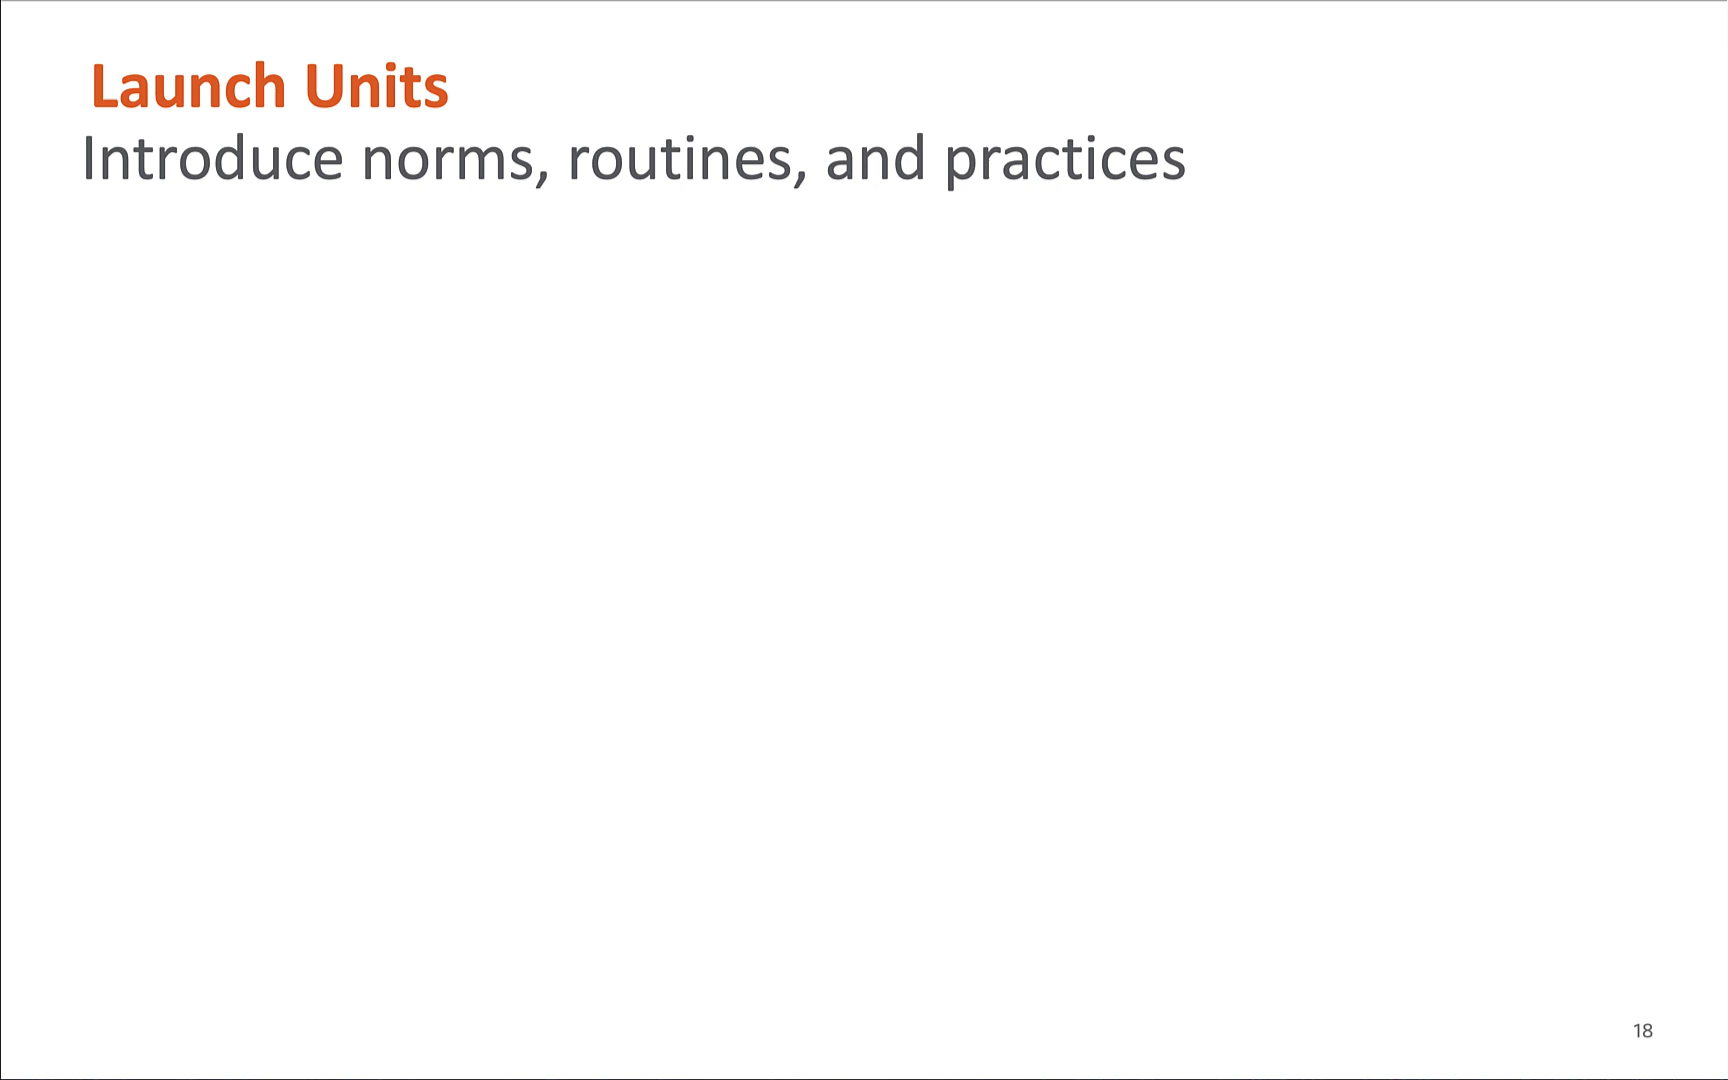 Launch Units
Introduce norms, routines, and practices
18